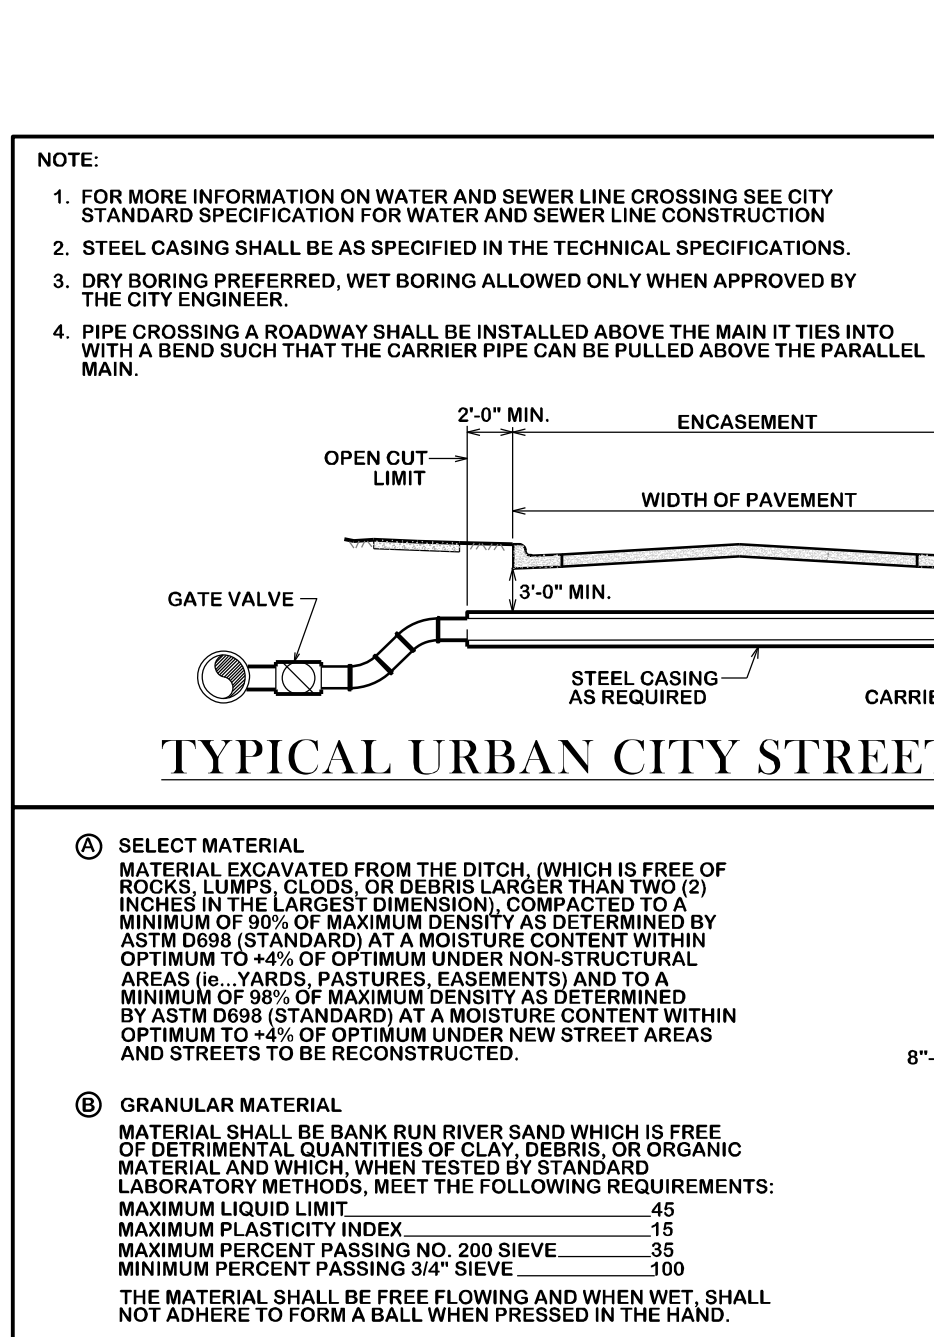 NOTE:
1. FOR MORE INFORMATION ON WATER AND SEWER LINE CROSSING SEE CITY
STANDARD SPECIFICATION FOR WATER AND SEWER LINE CONSTRUCTION
2. STEEL CASING SHALL BE AS SPECIFIED IN THE TECHNICAL SPECIFICATIONS.
3. DRY BORING PREFERRED, WET BORING ALLOWED ONLY WHEN APPROVED BY
THE CITY ENGINEER.
4. PIPE CROSSING A ROADWAY SHALL BE INSTALLED ABOVE THE MAIN IT TIES INTO
WITH A BEND SUCH THAT THE CARRIER PIPE CAN BE PULLED ABOVE THE PARALLEL
MAIN.
2'-0" MIN.
ENCASEMENT
OPEN CUT
LIMIT
WIDTH OF PAVEMENT
3'-0" MIN.
GATE VALVE
STEEL CASING
AS REQUIRED
CARRIE
TYPICAL URBAN CITY STREET
A SELECT MATERIAL
MATERIAL EXCAVATED FROM THE DITCH, (WHICH IS FREE OF
ROCKS, LUMPS, CLODS, OR DEBRIS LARGER THAN TWO (2)
INCHES IN THE LARGEST DIMENSION), COMPACTED TO A
MINIMUM OF 90% OF MAXIMUM DENSITY AS DETERMINED BY
ASTM D698 (STANDARD) AT A MOISTURE CONTENT WITHIN
OPTIMUM TO +4% OF OPTIMUM UNDER NON-STRUCTURAL
AREAS (ie...YARDS, PASTURES, EASEMENTS) AND TO A
MINIMUM OF 98% OF MAXIMUM DENSITY AS DETERMINED
BY ASTM D698 (STANDARD) AT A MOISTURE CONTENT WITHIN
OPTIMUM TO +4% OF OPTIMUM UNDER NEW STREET AREAS
AND STREETS TO BE RECONSTRUCTED.
8"-
B GRANULAR MATERIAL
MATERIAL SHALL BE BANK RUN RIVER SAND WHICH IS FREE
OF DETRIMENTAL QUANTITIES OF CLAY, DEBRIS, OR ORGANIC
MATERIAL AND WHICH, WHEN TESTED BY STANDARD
LABORATORY METHODS, MEET THE FOLLOWING REQUIREMENTS:
MAXIMUM LIQUID LIMIT 45
MAXIMUM PLASTICITY INDEX 15
MAXIMUM PERCENT PASSING NO. 200 SIEVE 35
MINIMUM PERCENT PASSING 3/4" SIEVE 100
THE MATERIAL SHALL BE FREE FLOWING AND WHEN WET, SHALL
NOT ADHERE TO FORM A BALL WHEN PRESSED IN THE HAND.